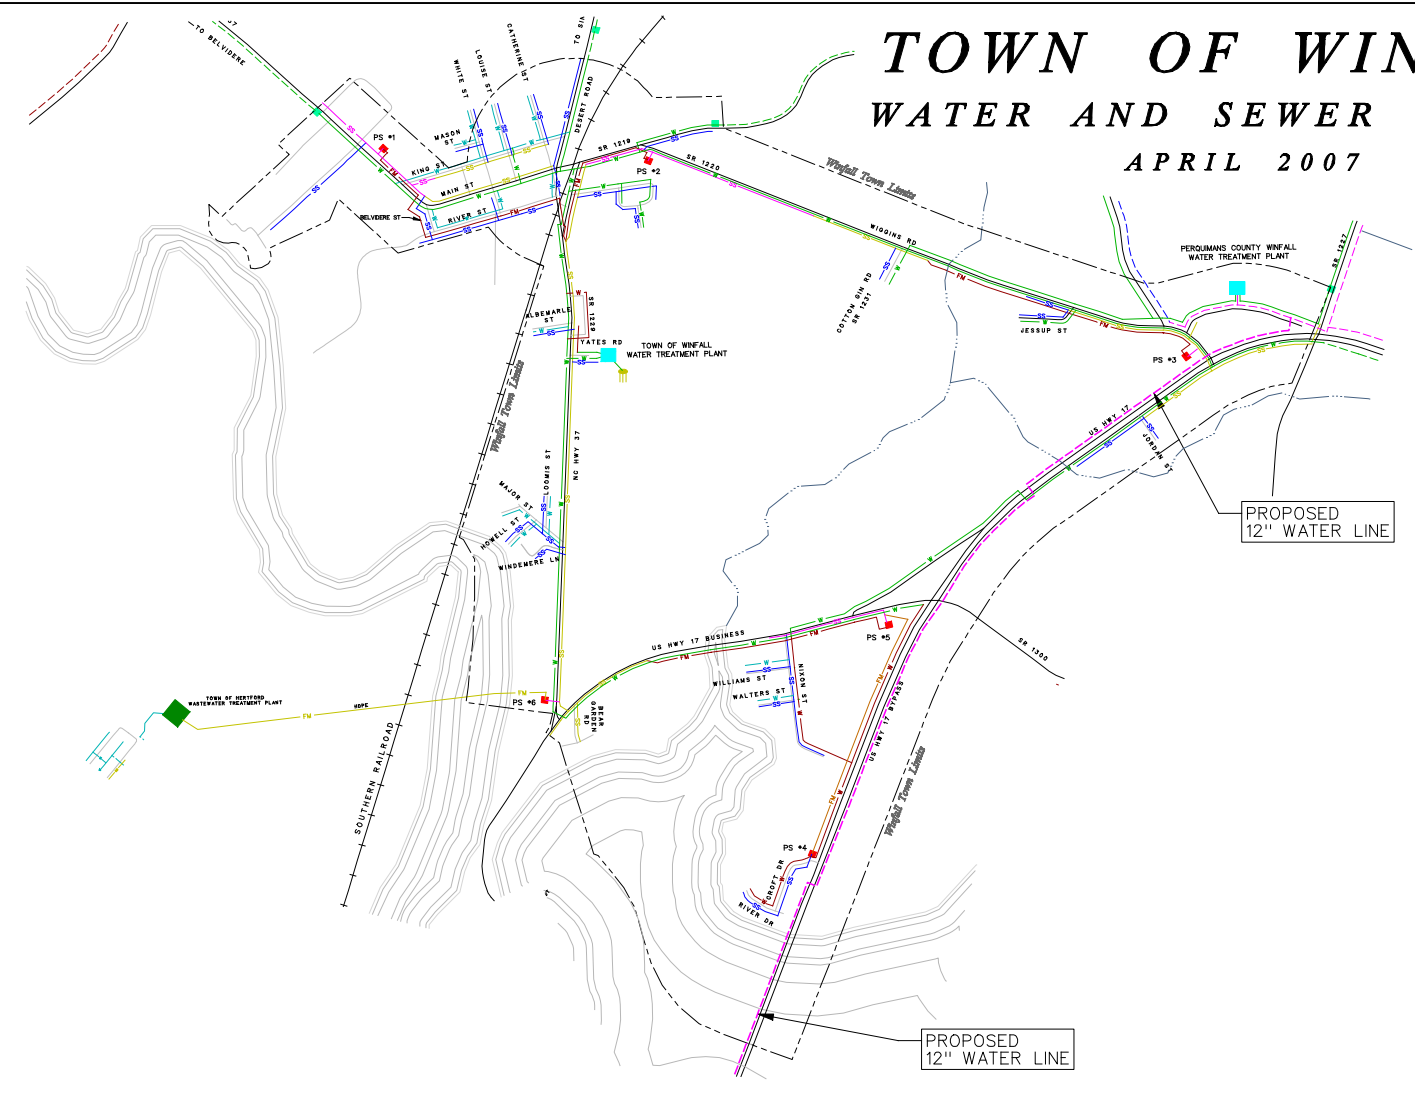 TOWN OF WIN
WATER AND SEWER
APRIL 2007
TO BELVIDERE
PS #1
WHITE ST
LOUISE ST
CATHERINE ST
MASON
ST
KING ST
MAIN ST
RIVER ST
BELVIDERE ST
DESERT ROAD
SR 1219
PS #2
SR 1220
Winfall Town Limits
WIGGINS RD
COTTON GIN RD
SR 1231
PERQUIMANS COUNTY WINFALL
WATER TREATMENT PLANT
SR 1227
JESSUP ST
PS #3
ALBEMARLE
ST
SR 1229
YATES RD
TOWN OF WINFALL
WATER TREATMENT PLANT
Winfall Town Limits
NC HWY 37
US HWY 17
JORDAN ST
PROPOSED
12" WATER LINE
LOOMIS ST
MAJOR ST
HOWELL ST
WINDEMERE LN
US HWY 17 BUSINESS
PS #5
SR 1300
WILLIAMS ST
WALTERS ST
NIXON ST
TOWN OF HERTFORD
WASTEWATER TREATMENT PLANT
FM
HDPE
FM
PS #6
BEAR
GARDEN
RD
SOUTHERN RAILROAD
US HWY 17 BYPASS
Winfall Town Limits
PS #4
CROFT DR
RIVER DR
PROPOSED
12" WATER LINE